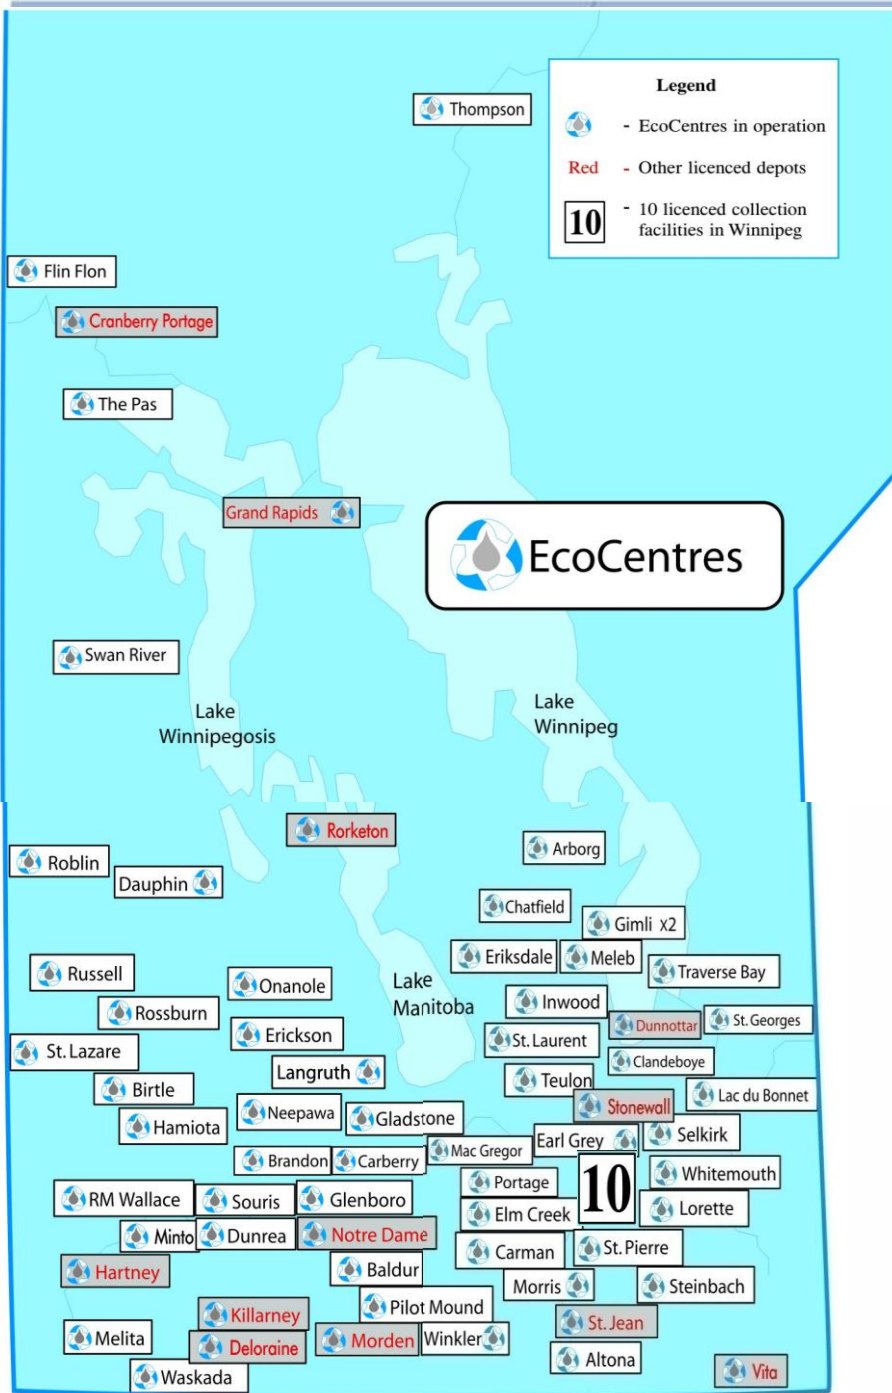 Legend
- EcoCentres in operation
Red - Other licenced depots
10 - 10 licenced collection
facilities in Winnipeg
Thompson
Flin Flon
Cranberry Portage
The Pas
Grand Rapids
EcoCentres
Swan River
Lake
Winnipegosis
Lake
Winnipeg
Rorketon
Arborg
Roblin
Dauphin
Chatfield
Gimli x2
Eriksdale
Meleb
Traverse Bay
Russell
Onanole
Lake
Manitoba
Inwood
Rossburn
Dunnottar
St. Georges
Erickson
St. Laurent
St. Lazare
Clandeboye
Langruth
Teulon
Birtle
Lac du Bonnet
Neepawa
Gladstone
Stonewall
Hamiota
Earl Grey
Selkirk
Brandon
Carberry
Mac Gregor
10
Whitemouth
Portage
RM Wallace
Souris
Glenboro
Elm Creek
Lorette
Minto
Dunrea
Notre Dame
Carman
St. Pierre
Hartney
Baldur
Morris
Steinbach
Killarney
Pilot Mound
St. Jean
Melita
Deloraine
Morden
Winkler
Altona
Waskada
Vita